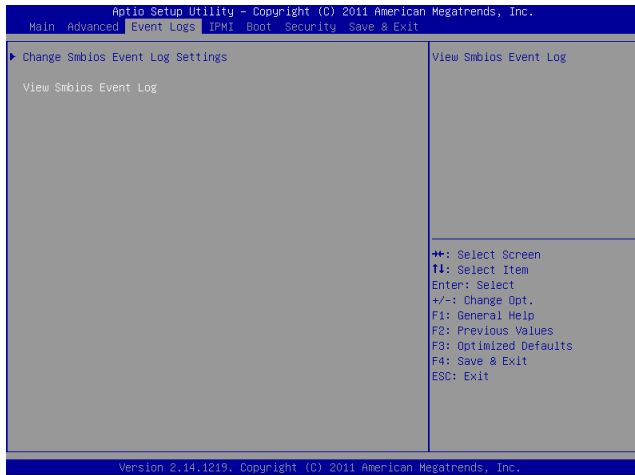 Aptio Setup Utility – Copyright (C) 2011 American Megatrends, Inc.
Main Advanced Event Logs IPMI Boot Security Save & Exit
▶ Change Smbios Event Log Settings
View Smbios Event Log
View Smbios Event Log
→←: Select Screen
↑↓: Select Item
Enter: Select
+/-: Change Opt.
F1: General Help
F2: Previous Values
F3: Optimized Defaults
F4: Save & Exit
ESC: Exit
Version 2.14.1219. Copyright (C) 2011 American Megatrends, Inc.